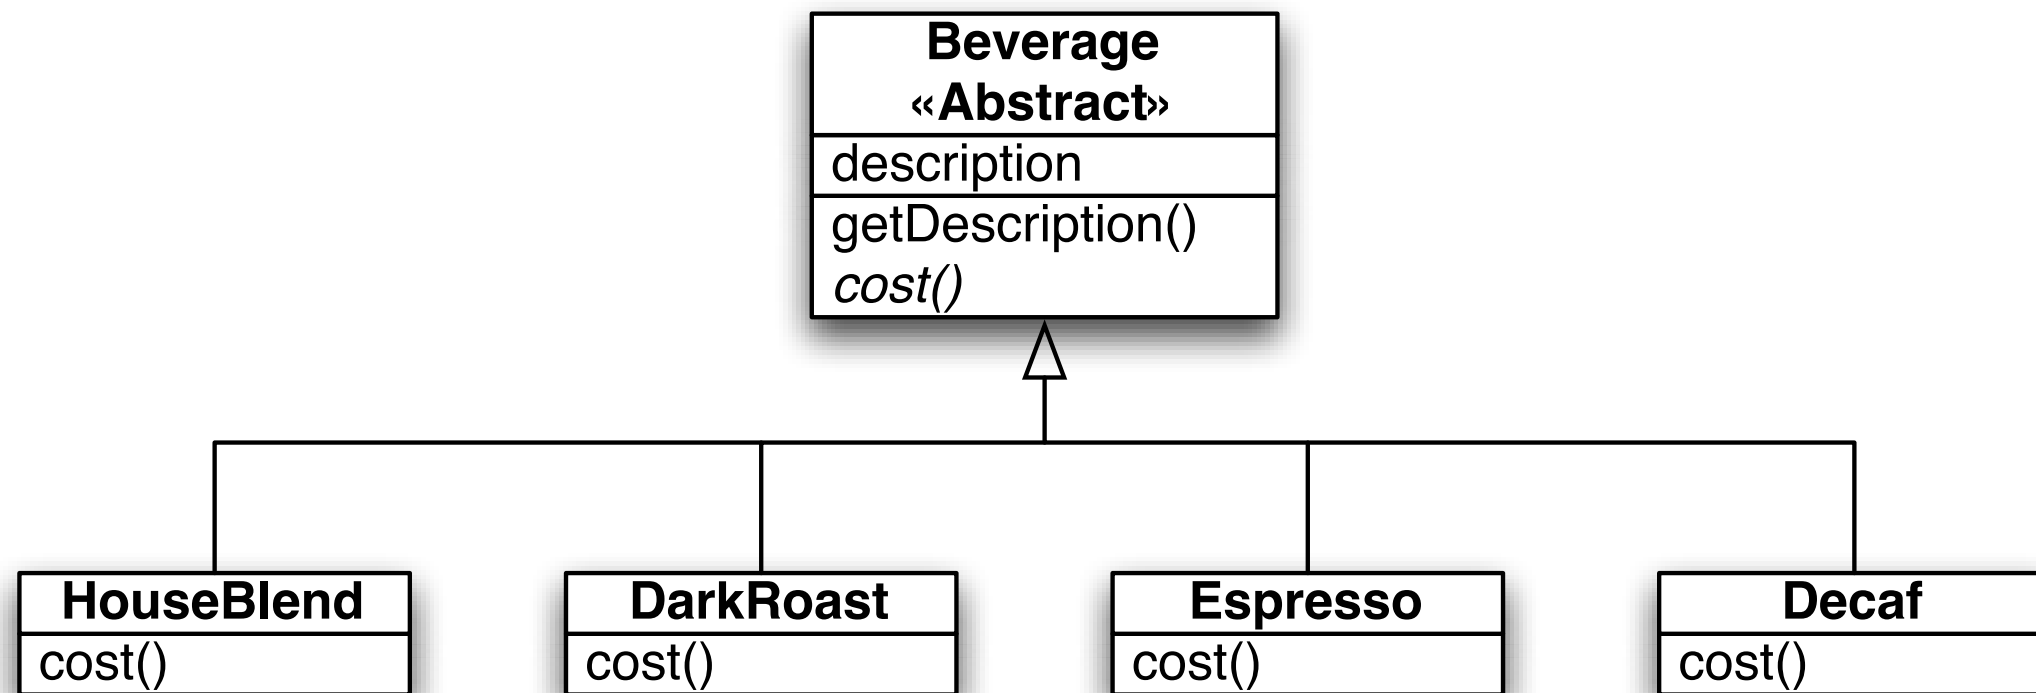 Beverage
«Abstract»
description
getDescription()
cost()
HouseBlend
DarkRoast
Espresso
Decaf
cost()
cost()
cost()
cost()